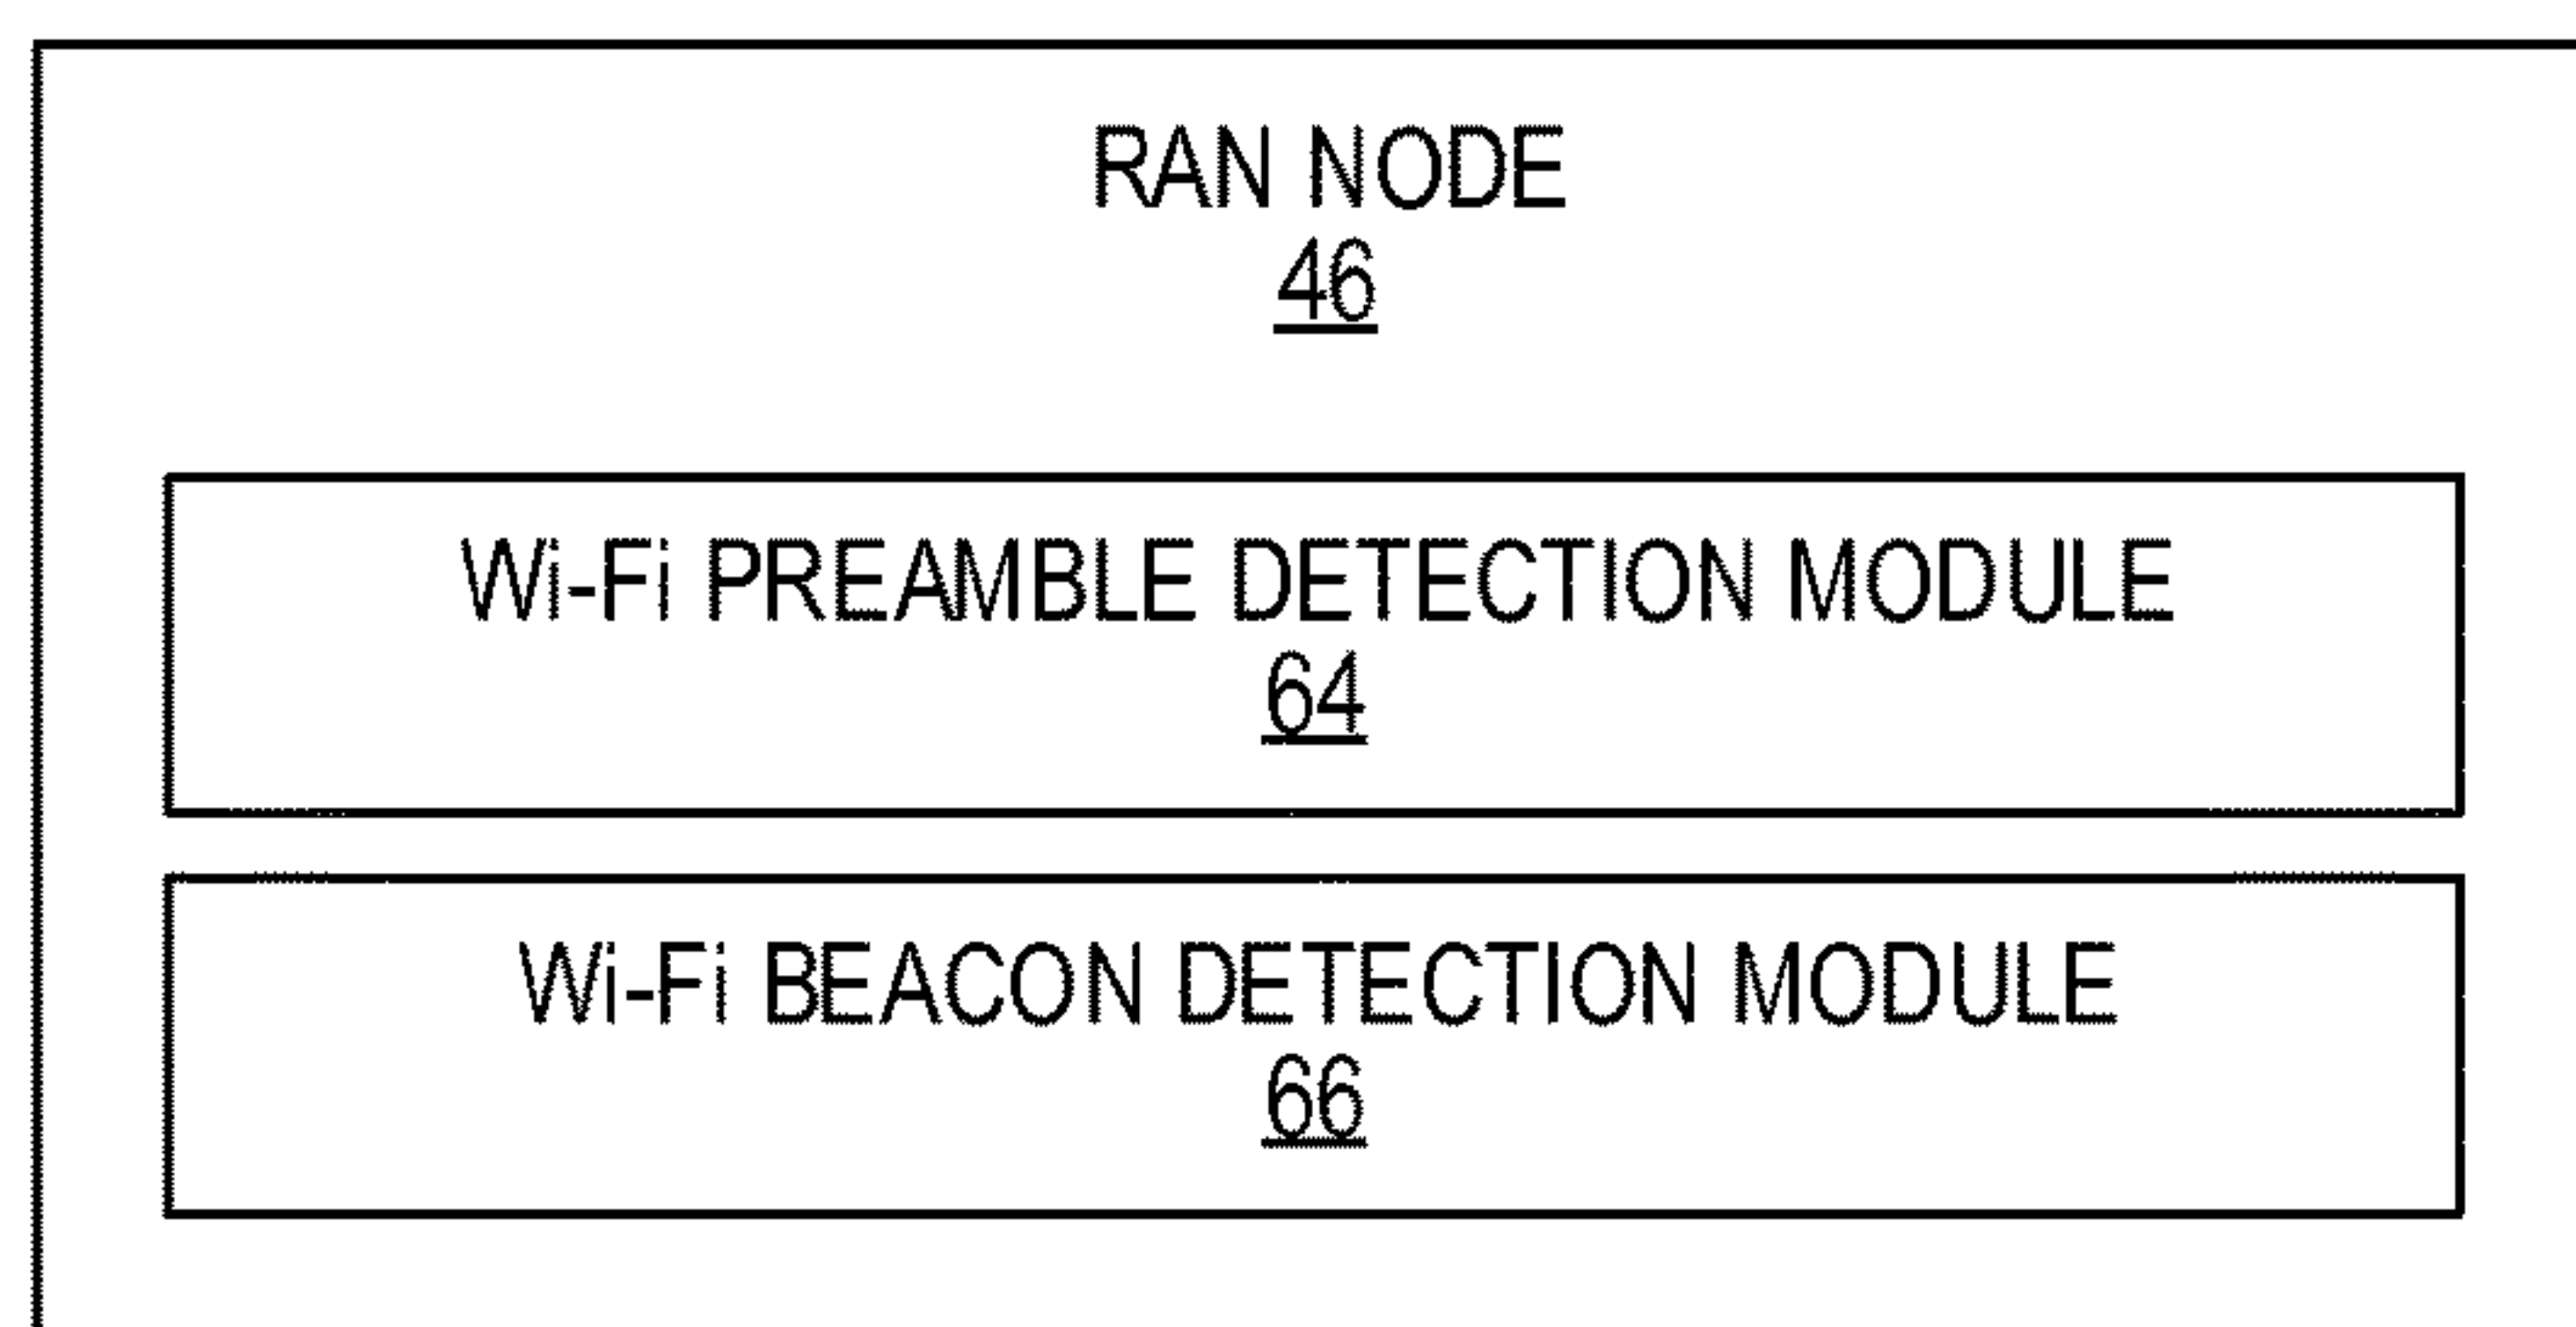 RAN NODE
46
Wi-Fi PREAMBLE DETECTION MODULE
64
Wi-Fi BEACON DETECTION MODULE
66